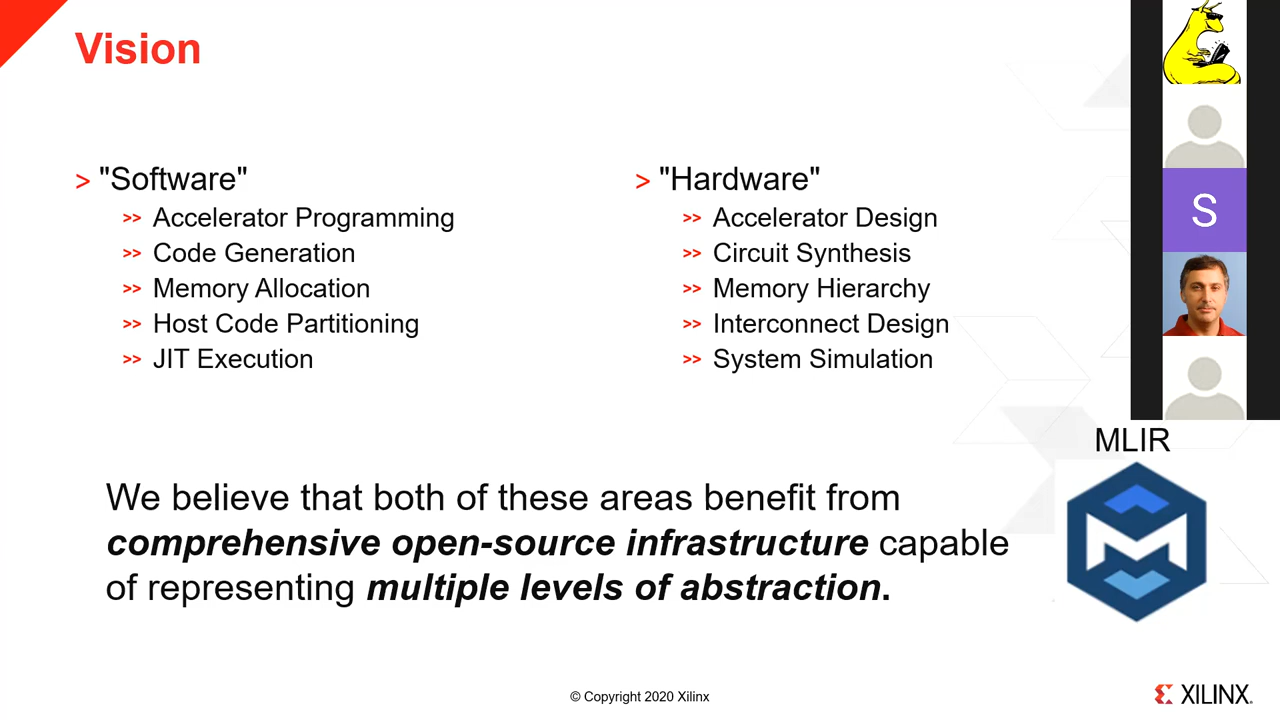 Vision
> "Software"
>> Accelerator Programming
>> Code Generation
>> Memory Allocation
>> Host Code Partitioning
>> JIT Execution
> "Hardware"
>> Accelerator Design
>> Circuit Synthesis
>> Memory Hierarchy
>> Interconnect Design
>> System Simulation
We believe that both of these areas benefit from
comprehensive open-source infrastructure capable
of representing multiple levels of abstraction.
S
MLIR
M
© Copyright 2020 Xilinx
XILINX.